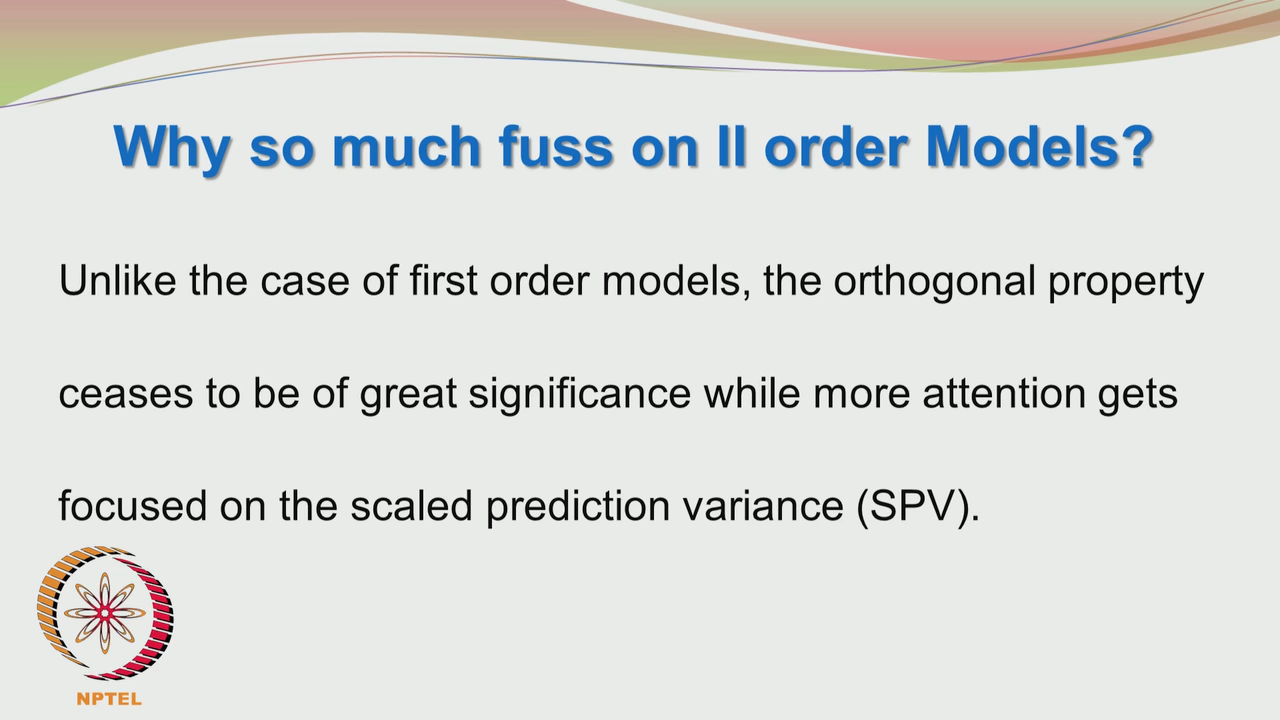 Why so much fuss on II order Models?
Unlike the case of first order models, the orthogonal property
ceases to be of great significance while more attention gets
focused on the scaled prediction variance (SPV).
NPTEL